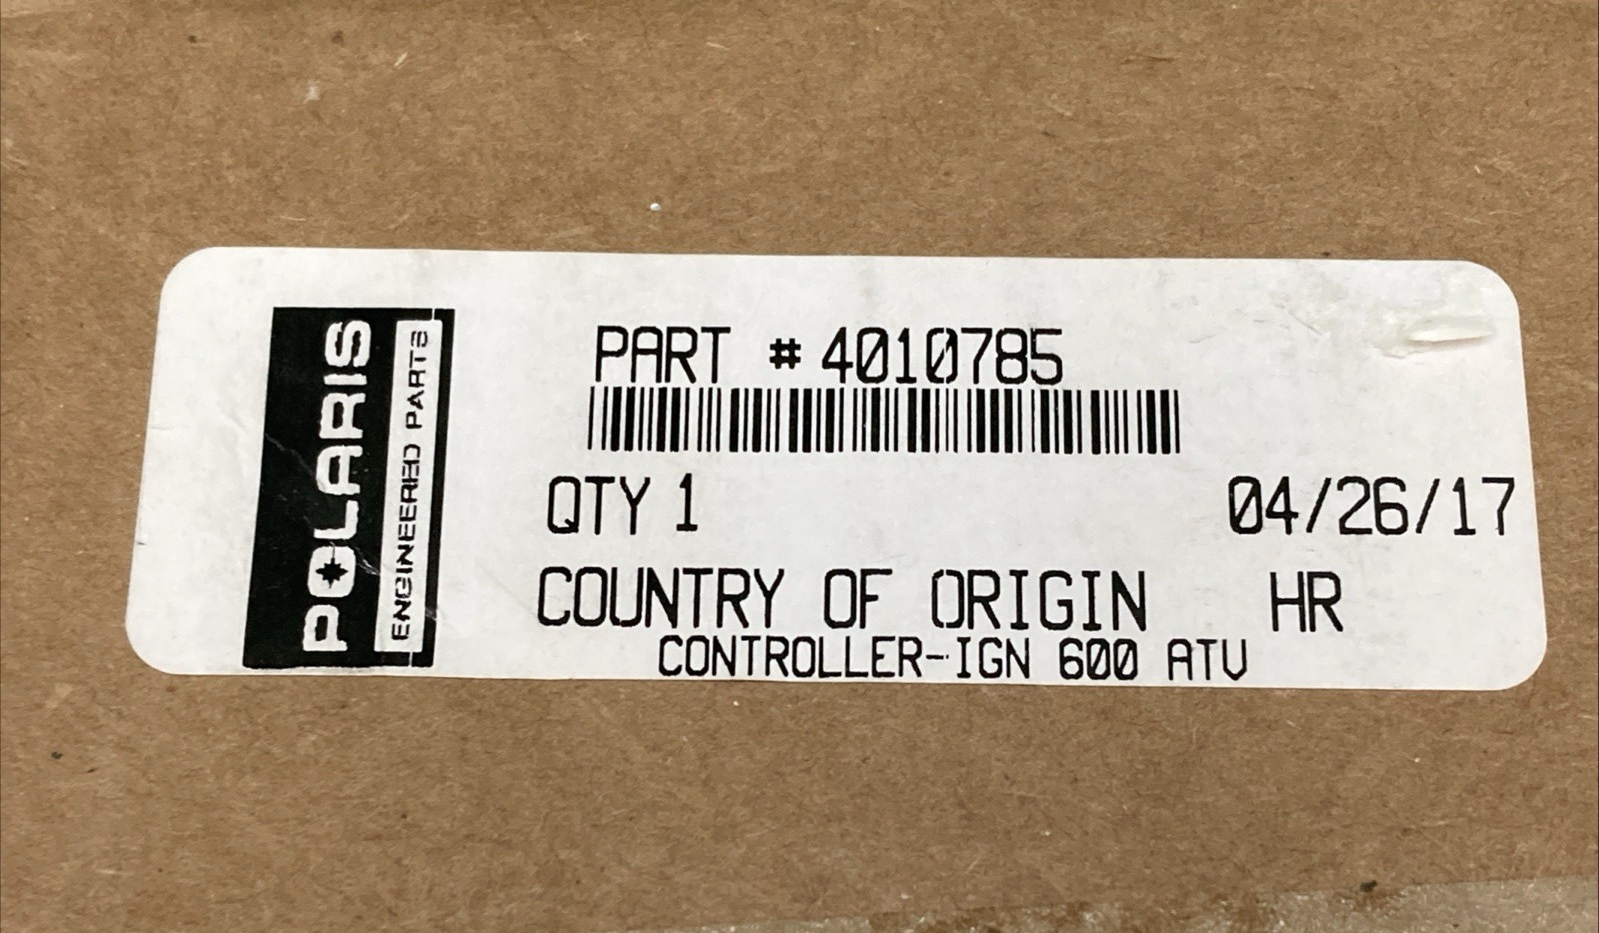 POLARIS
ENGINEERED PARTS
PART # 4010785
QTY 1
04/26/17
COUNTRY OF ORIGIN HR
CONTROLLER-IGN 600 ATV